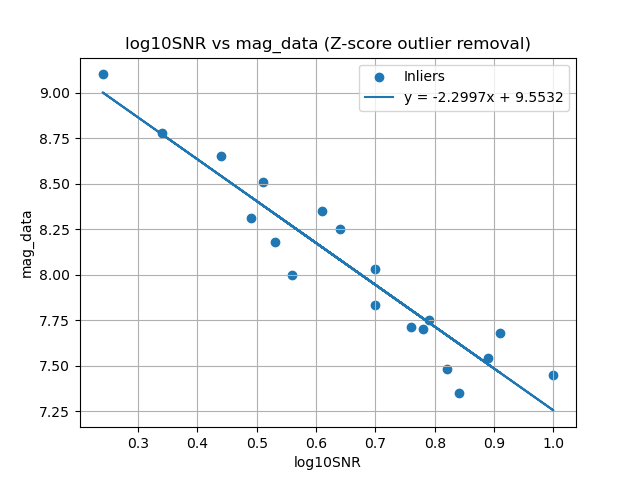 log10SNR vs mag_data (Z-score outlier removal)
Inliers
y = -2.2997x + 9.5532
9.00
8.75
8.50
8.25
8.00
7.75
7.50
7.25
mag_data
0.3 0.4 0.5 0.6 0.7 0.8 0.9 1.0
log10SNR